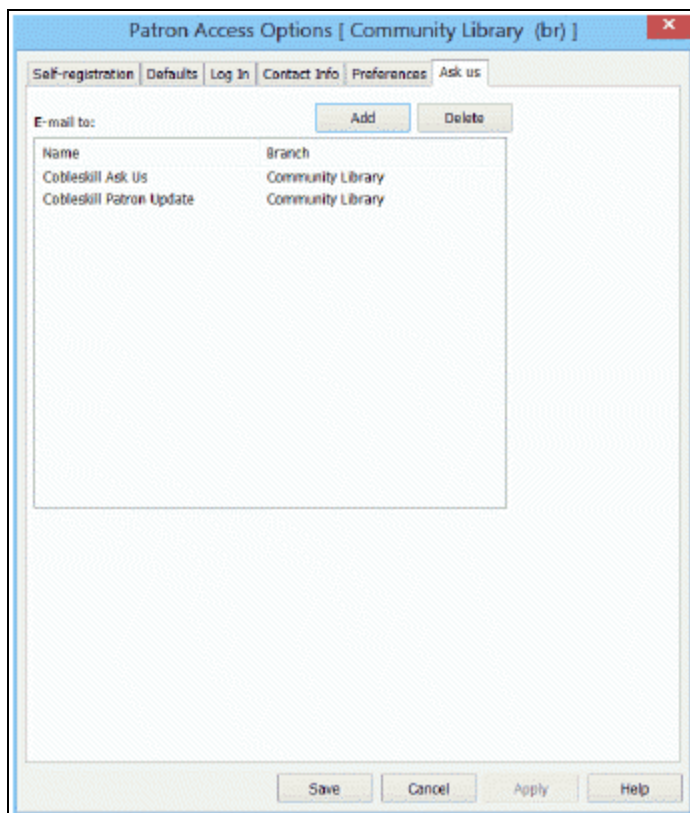 Patron Access Options [ Community Library (br) ]
Self-registration Defaults Log In Contact Info Preferences Ask us
E-mail to: Add Delete
Name Branch
Cobleskill Ask Us Community Library
Cobleskill Patron Update Community Library
Save Cancel Apply Help